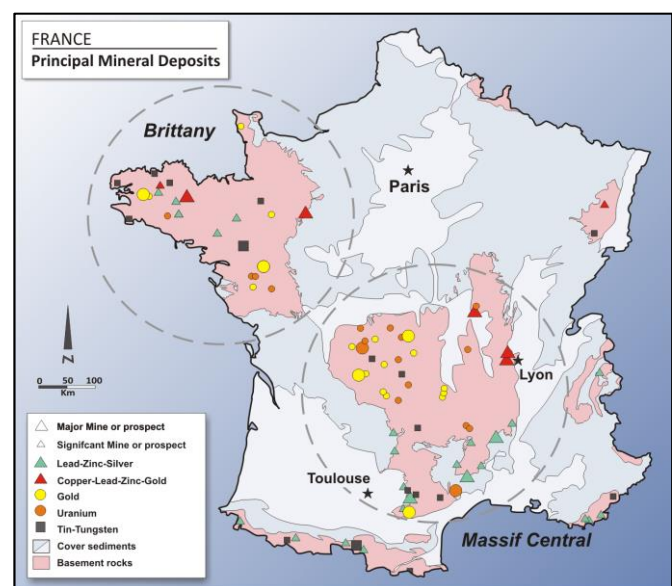 FRANCE
Principal Mineral Deposits
Brittany
Paris
N
0 50 100
Km
Lyon
Major Mine or prospect
Signifcant Mine or prospect
Lead-Zinc-Silver
Copper-Lead-Zinc-Gold
Gold
Uranium
Tin-Tungsten
Cover sediments
Basement rocks
Toulouse
Massif Central